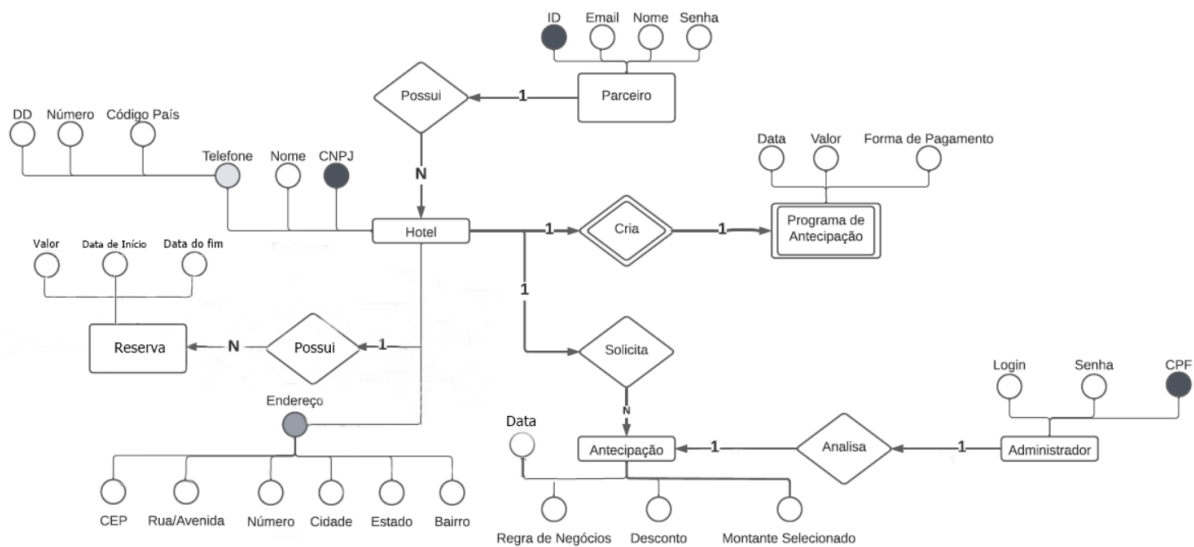 ID
Email
Nome
Senha
Possui
1
Parceiro
DD
Número
Código País
Data
Valor
Forma de Pagamento
Telefone
Nome
CNPJ
N
Hotel
1
Cria
1
Programa de
Antecipação
Valor
Data de Início
Data do fim
1
Reserva
N
Possui
1
Solicita
Login
Senha
CPF
Endereço
N
Data
Antecipação
1
Analisa
1
Administrador
CEP
Rua/Avenida
Número
Cidade
Estado
Bairro
Regra de Negócios
Desconto
Montante Selecionado